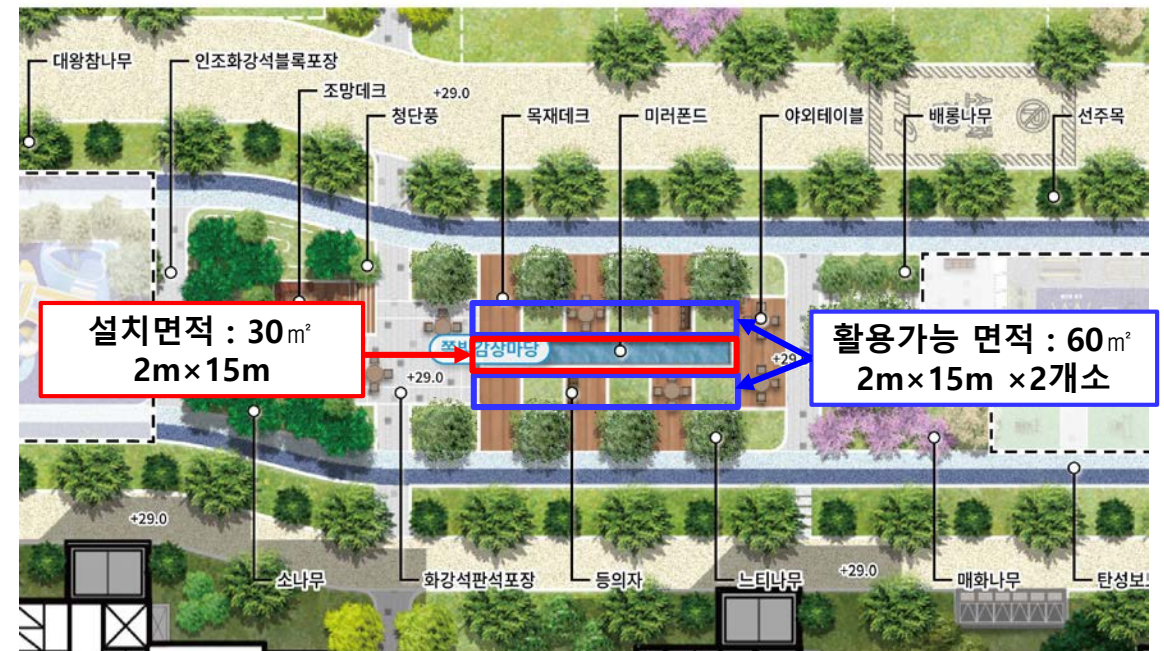 대왕참나무
인조화강석블록포장
조망데크
+29.0
청단풍
목재데크
미러폰드
야외테이블
배롱나무
선주목
설치면적 : 30㎡
2m×15m
감상마당
+29.0
+29
활용가능 면적 : 60㎡
2m×15m ×2개소
+29.0
소나무
화강석판석포장
등의자
느티나무
+29.0
매화나무
탄성보